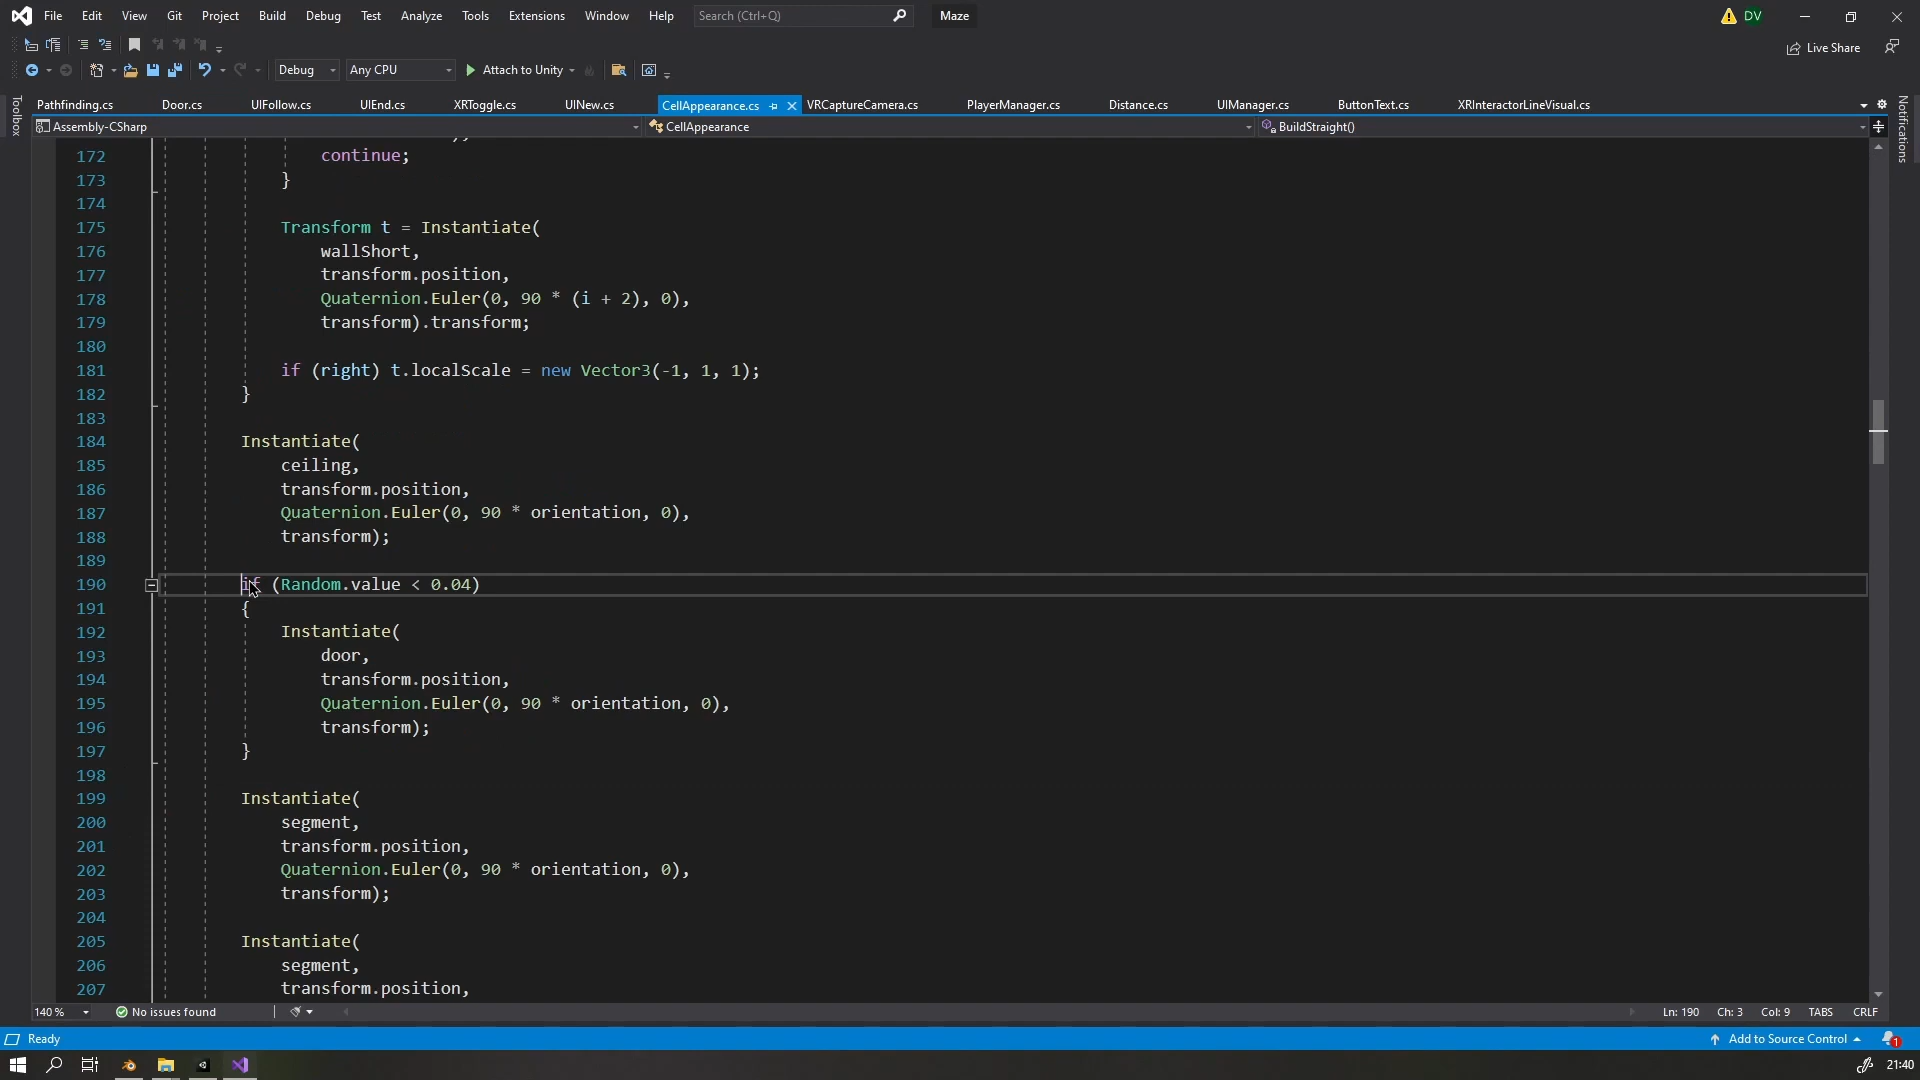 File Edit View Git Project Build Debug Test Analyze Tools Extensions Window Help Search (Ctrl+Q) Maze DV
Live Share
Debug Any CPU Attach to Unity
Pathfinding.cs Door.cs UIFollow.cs UIEnd.cs XRToggle.cs UINew.cs CellAppearance.cs VRCaptureCamera.cs PlayerManager.cs Distance.cs UIManager.cs ButtonText.cs XRInteractorLineVisual.cs
Toolbox
Notifications
Assembly-CSharp CellAppearance BuildStraight()
172 continue;
173 }
174
175 Transform t = Instantiate(
176 wallShort,
177 transform.position,
178 Quaternion.Euler(0, 90 * (i + 2), 0),
179 transform).transform;
180
181 if (right) t.localScale = new Vector3(-1, 1, 1);
182 }
183
184 Instantiate(
185 ceiling,
186 transform.position,
187 Quaternion.Euler(0, 90 * orientation, 0),
188 transform);
189
190 if (Random.value < 0.04)
191 {
192 Instantiate(
193 door,
194 transform.position,
195 Quaternion.Euler(0, 90 * orientation, 0),
196 transform);
197 }
198
199 Instantiate(
200 segment,
201 transform.position,
202 Quaternion.Euler(0, 90 * orientation, 0),
203 transform);
204
205 Instantiate(
206 segment,
207 transform.position,
140 % No issues found Ln: 190 Ch: 3 Col: 9 TABS CRLF
Ready Add to Source Control 1
21:40